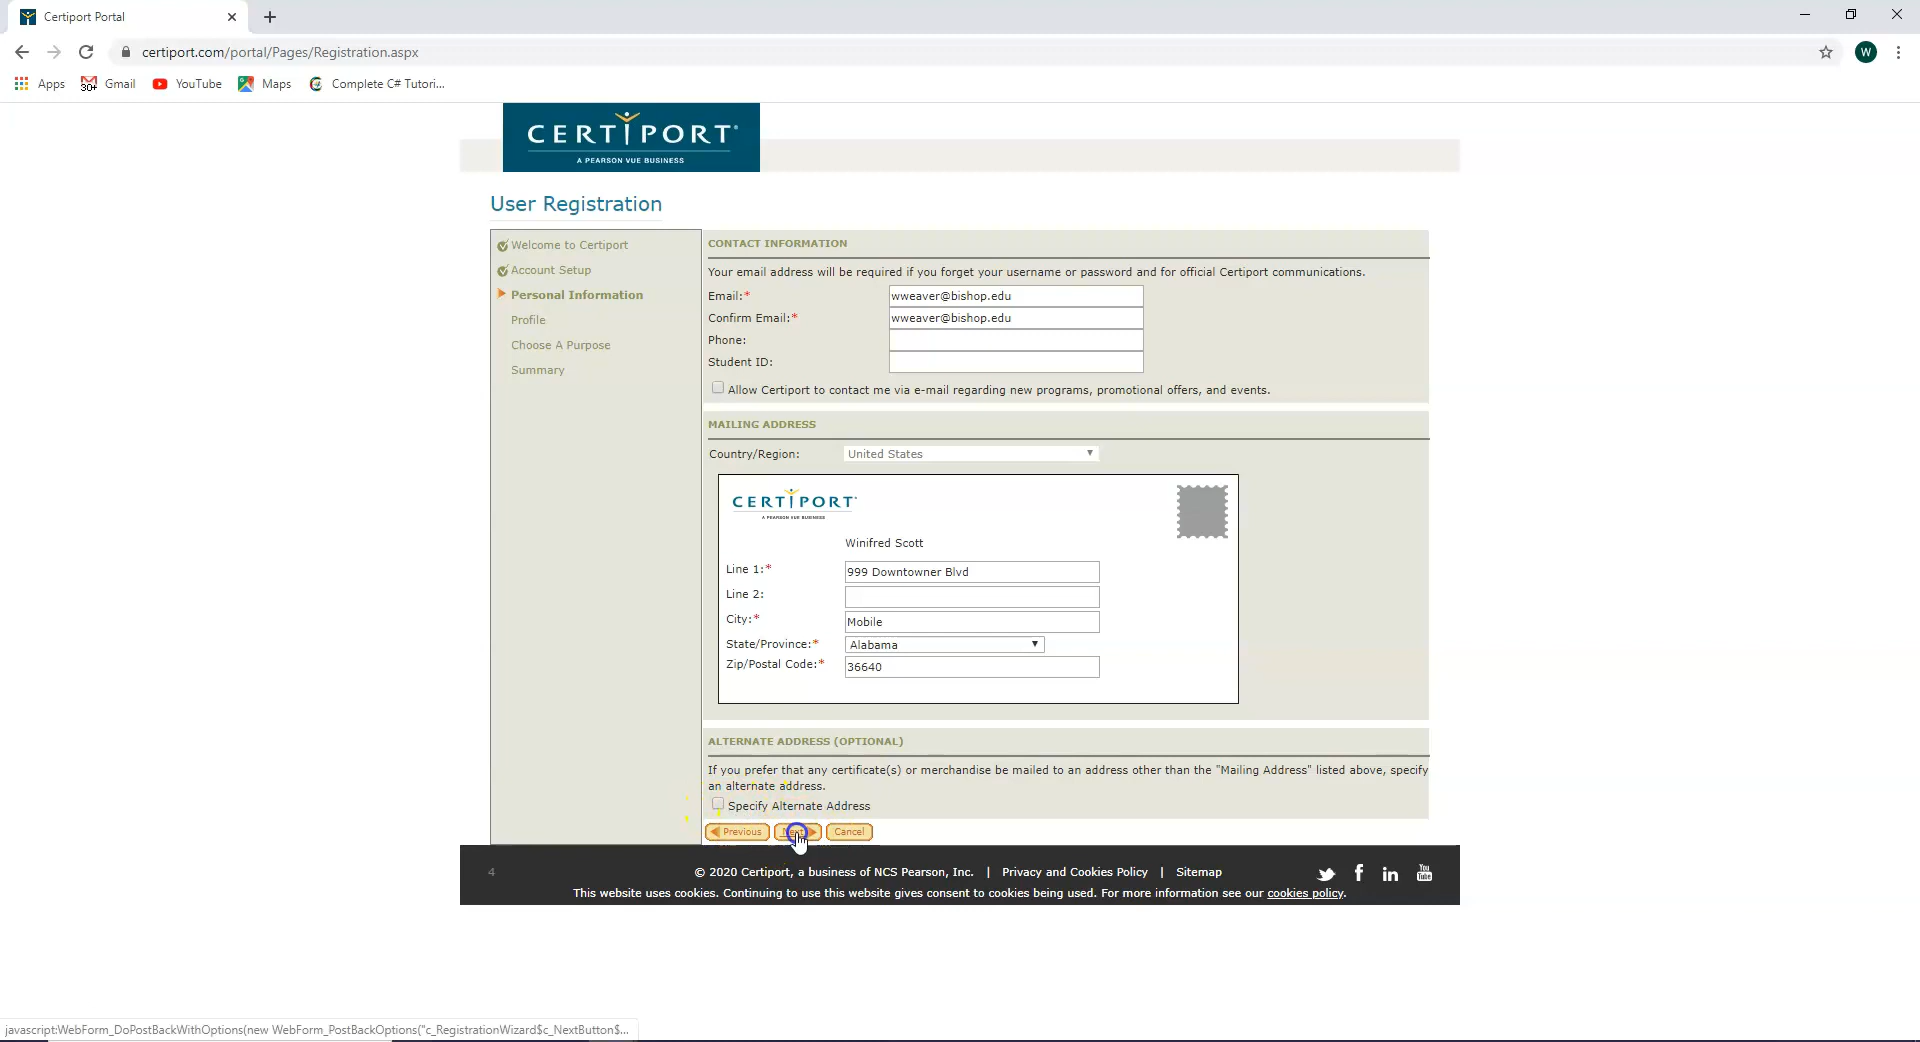 Certiport Portal
certiport.com/portal/Pages/Registration.aspx
W
Apps
30+
Gmail
YouTube
Maps
Complete C# Tutori...
CERTIPORT
A PEARSON VUE BUSINESS
User Registration
Welcome to Certiport
Account Setup
Personal Information
Profile
Choose A Purpose
Summary
CONTACT INFORMATION
Your email address will be required if you forget your username or password and for official Certiport communications.
Email:* wweaver@bishop.edu
Confirm Email:* wweaver@bishop.edu
Phone:
Student ID:
Allow Certiport to contact me via e-mail regarding new programs, promotional offers, and events.
MAILING ADDRESS
Country/Region: United States
CERTIPORT
A PEARSON VUE BUSINESS
Winifred Scott
Line 1:* 999 Downtowner Blvd
Line 2:
City:* Mobile
State/Province:* Alabama
Zip/Postal Code:* 36640
ALTERNATE ADDRESS (OPTIONAL)
If you prefer that any certificate(s) or merchandise be mailed to an address other than the "Mailing Address" listed above, specify
an alternate address.
Specify Alternate Address
Previous Next Cancel
4
© 2020 Certiport, a business of NCS Pearson, Inc. | Privacy and Cookies Policy | Sitemap
This website uses cookies. Continuing to use this website gives consent to cookies being used. For more information see our cookies policy.
You Tube
javascript:WebForm_DoPostBackWithOptions(new WebForm_PostBackOptions("c_RegistrationWizard$c_NextButton$...